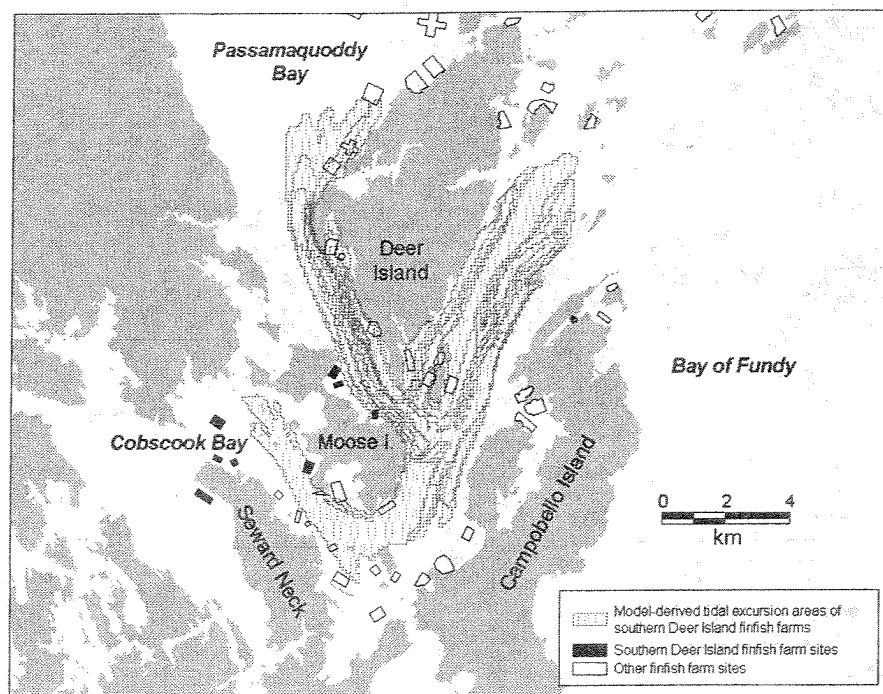 Passamaquoddy
Bay
Deer
Island
Bay of Fundy
Cobscook Bay
Moose I.
Campobello Island
Seward Neck
0 2 4
km
Model-derived tidal excursion areas of
southern Deer Island finfish farms
Southern Deer Island finfish farm sites
Other finfish farm sites